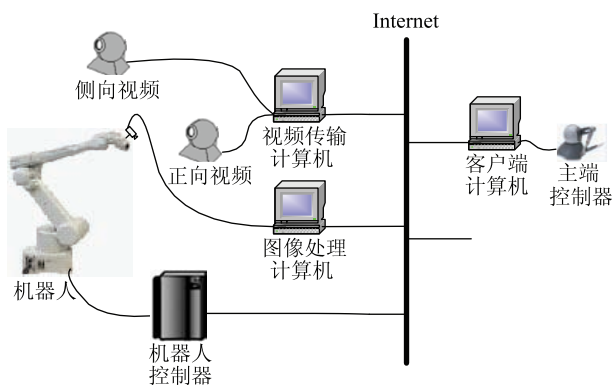 Internet
侧向视频
正向视频
视频传输
计算机
客户端
计算机
主端
控制器
图像处理
计算机
机器人
机器人
控制器